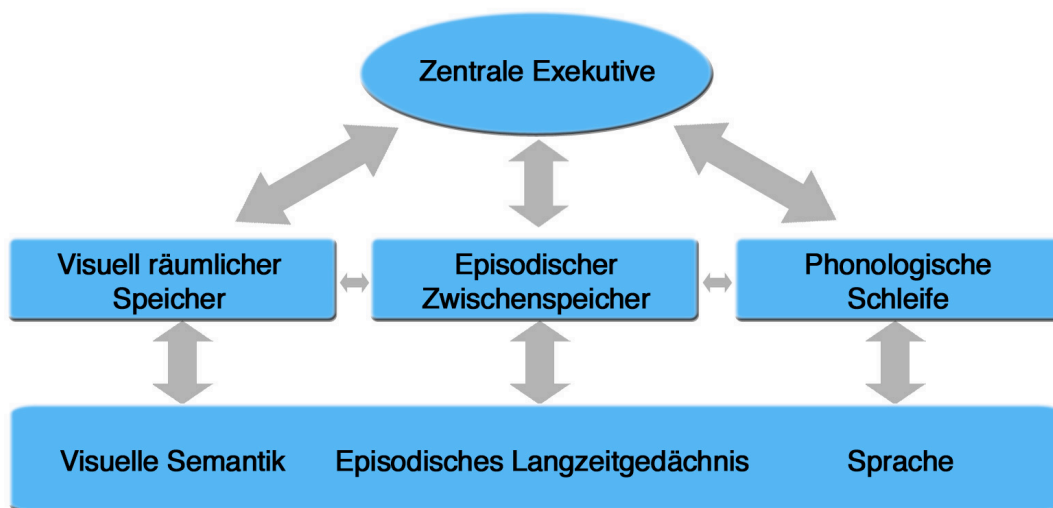 Zentrale Exekutive
Visuell räumlicher
Speicher
Episodischer
Zwischenspeicher
Phonologische
Schleife
Visuelle Semantik
Episodisches Langzeitgedächnis
Sprache